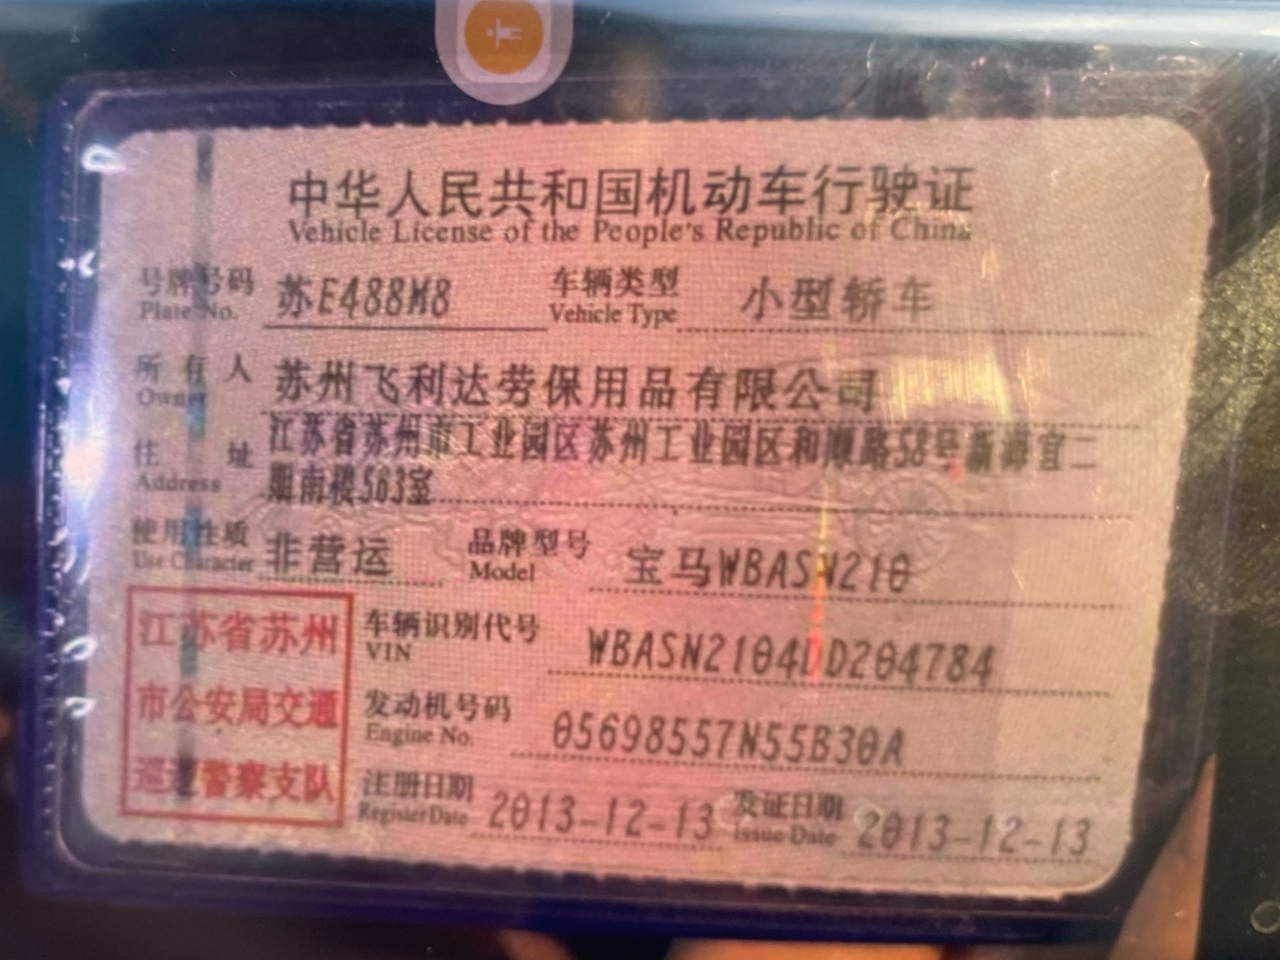 中华人民共和国机动车行驶证
Vehicle License of the People's Republic of China
号牌号码 苏E488M8 车辆类型 小型轿车
Plate No. Vehicle Type
所有人 苏州飞利达劳保用品有限公司
Owner
住址 江苏省苏州市工业园区苏州工业园区和顺路58号新海宜二
Address 期南楼563室
使用性质 非营运 品牌型号 宝马WBASN210
Use Character Model
江苏省苏州 车辆识别代号 WBASN2104DD204784
VIN
市公安局交通 发动机号码 05698557N55B30A
Engine No.
巡逻警察支队 注册日期 2013-12-13 发证日期 2013-12-13
Register Date Issue Date